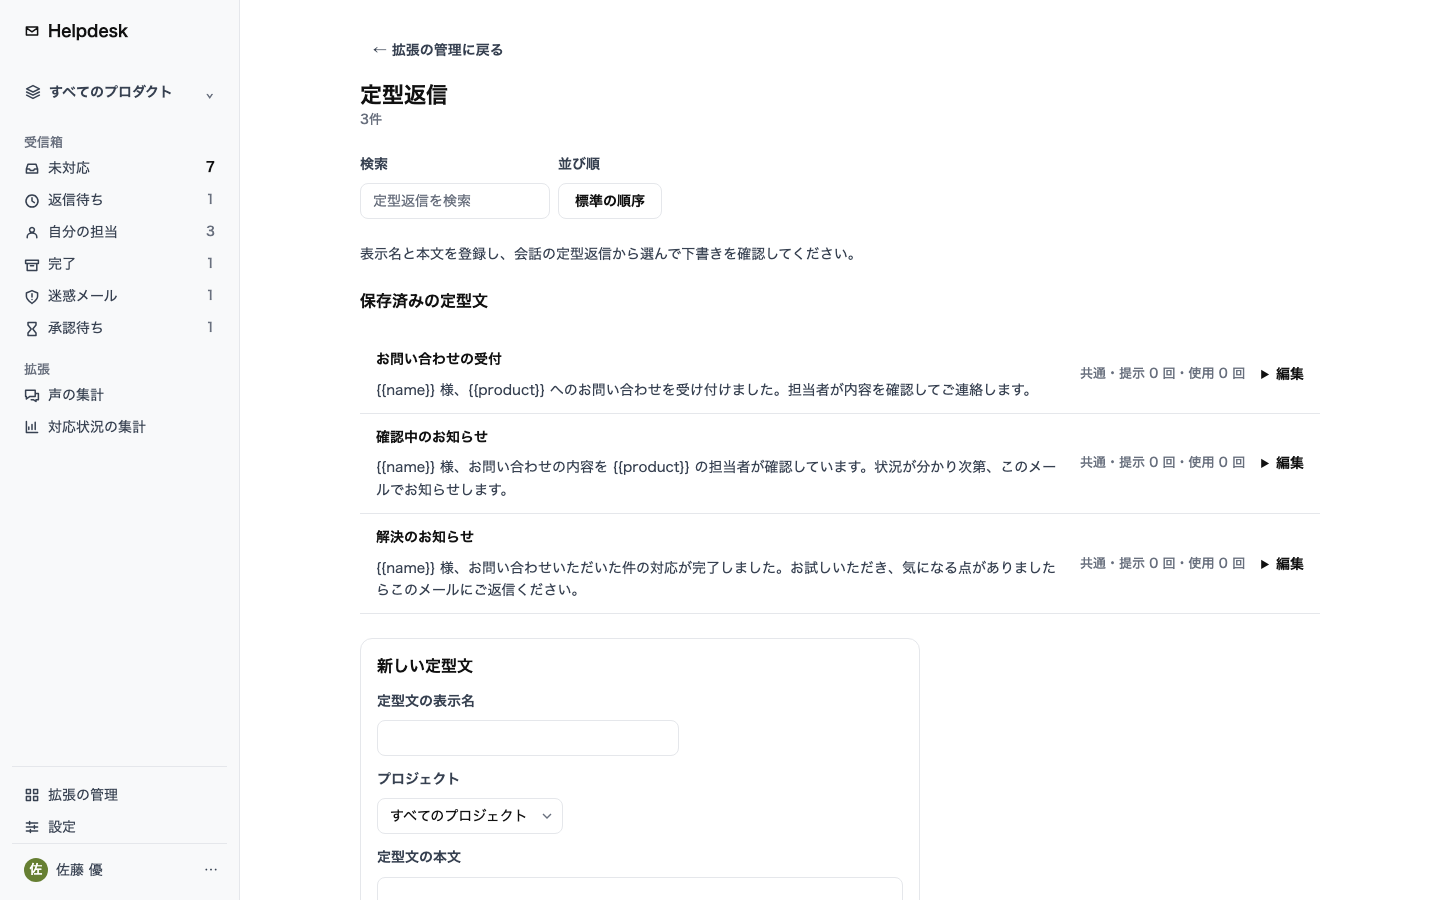 Helpdesk
すべてのプロダクト
受信箱
未対応 7
返信待ち 1
自分の担当 3
完了 1
迷惑メール 1
承認待ち 1
拡張
声の集計
対応状況の集計
拡張の管理
設定
佐 佐藤 優 …
← 拡張の管理に戻る
定型返信
3件
検索 並び順
定型返信を検索 標準の順序
表示名と本文を登録し、会話の定型返信から選んで下書きを確認してください。
保存済みの定型文
お問い合わせの受付
{{name}} 様、{{product}} へのお問い合わせを受け付けました。担当者が内容を確認してご連絡します。
共通・提示 0 回・使用 0 回 ▶ 編集
確認中のお知らせ
{{name}} 様、お問い合わせの内容を {{product}} の担当者が確認しています。状況が分かり次第、このメー
ルでお知らせします。
共通・提示 0 回・使用 0 回 ▶ 編集
解決のお知らせ
{{name}} 様、お問い合わせいただいた件の対応が完了しました。お試しいただき、気になる点がありました
らこのメールにご返信ください。
共通・提示 0 回・使用 0 回 ▶ 編集
新しい定型文
定型文の表示名
プロジェクト
すべてのプロジェクト
定型文の本文